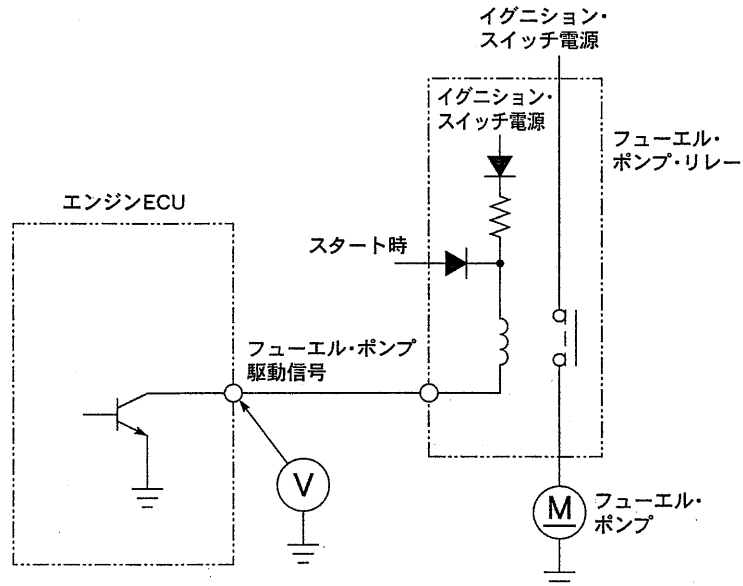 イグニション・
スイッチ電源
イグニション・
スイッチ電源
フューエル・
ポンプ・リレー
エンジンECU
スタート時
フューエル・ポンプ
駆動信号
V
M
フューエル・
ポンプ